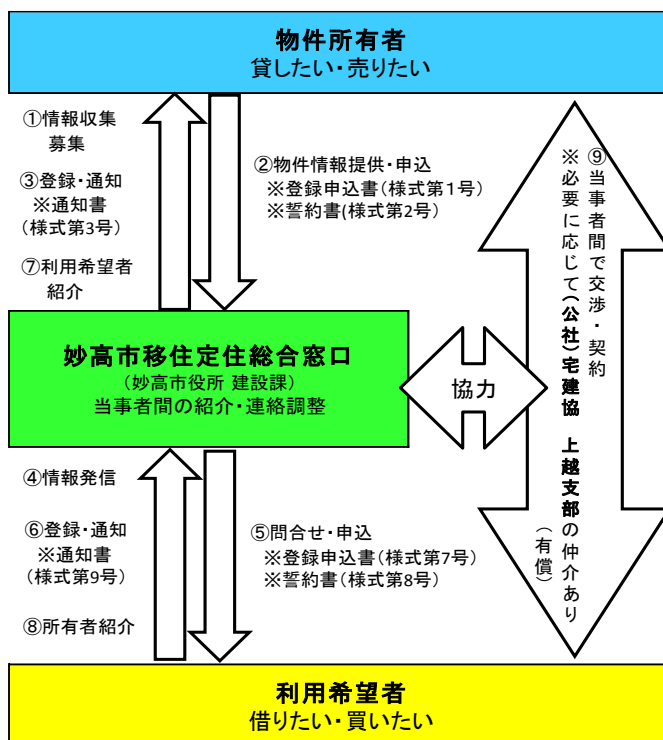 物件所有者
貸したい・売りたい
①情報収集
募集
③登録・通知
※通知書
(様式第3号)
⑦利用希望者
紹介
②物件情報提供・申込
※登録申込書(様式第1号)
※誓約書(様式第2号)
⑨当事者間で交渉・契約
※必要に応じて(公社)宅建協 上越支部の仲介あり
(有償)
妙高市移住定住総合窓口
(妙高市役所 建設課)
当事者間の紹介・連絡調整
協力
④情報発信
⑥登録・通知
※通知書
(様式第9号)
⑧所有者紹介
⑤問合せ・申込
※登録申込書(様式第7号)
※誓約書(様式第8号)
利用希望者
借りたい・買いたい